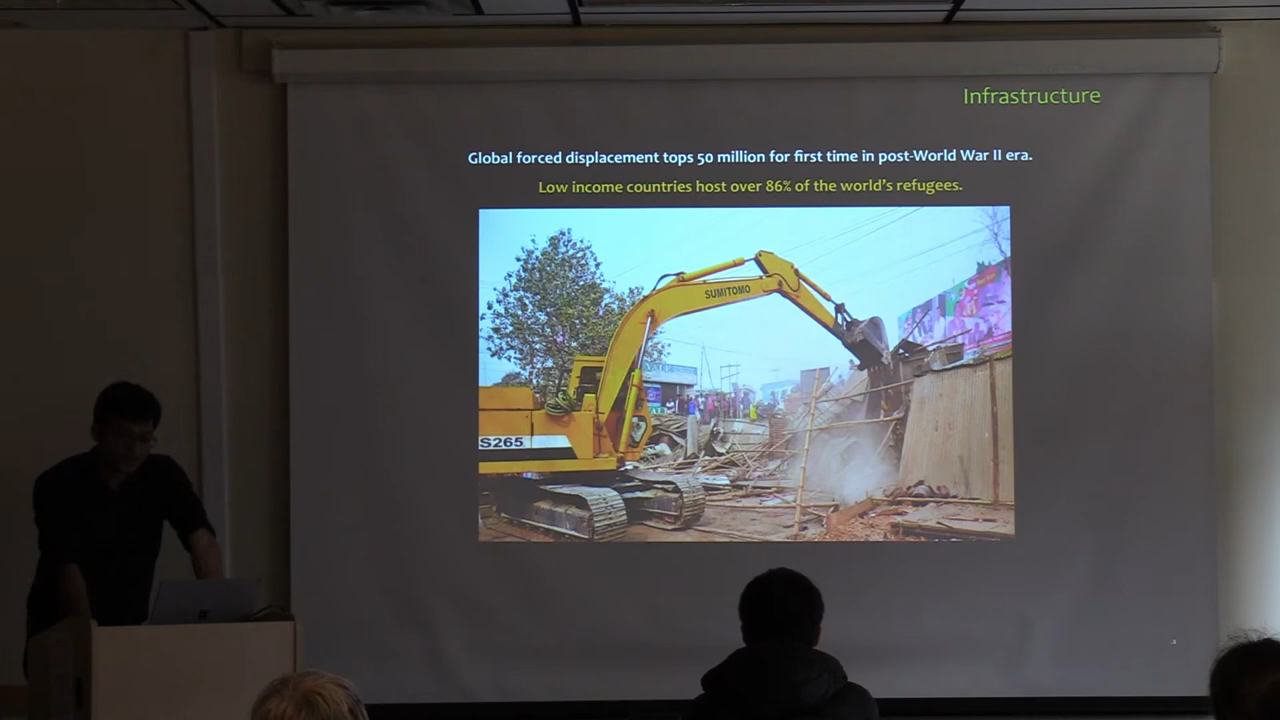 Infrastructure
Global forced displacement tops 50 million for first time in post-World War II era.
Low income countries host over 86% of the world's refugees.
SUMITOMO
S265